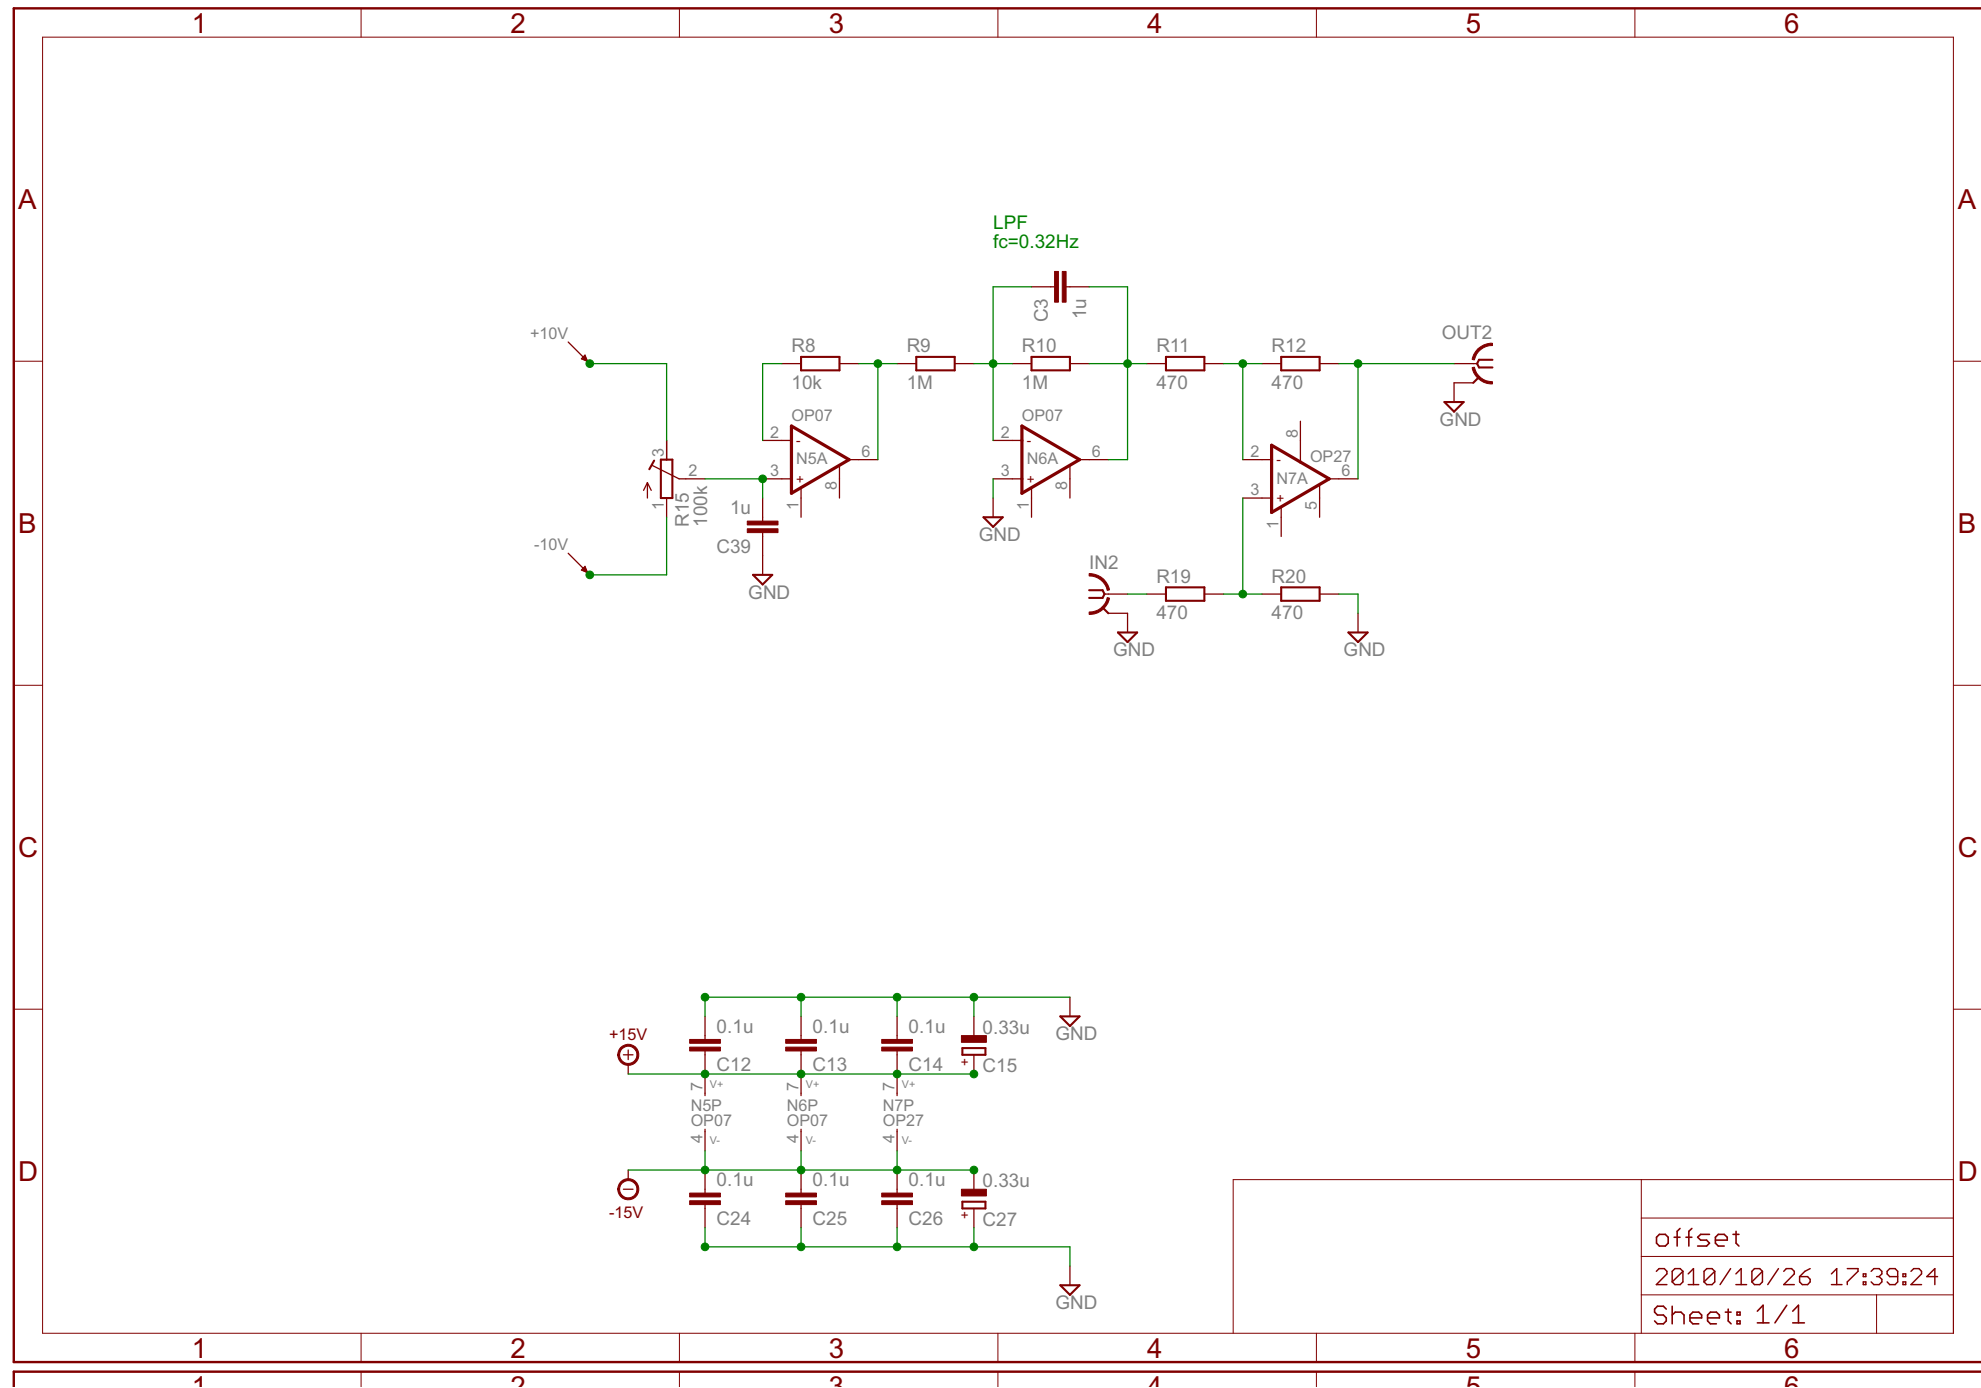 1 2 3 4 5 6
A A
LPF
fc=0.32Hz
C3 1u
+10V
R8 R9 R10 R11 R12 OUT2
10k 1M 1M 470 470
GND
OP07 OP07
2 - 2 - 8
N5A 6 N6A 6 2 - OP27
3 + 8 3 + 8 N7A 6
1 1 3 + 5
1
3 2
1 R15 100k
B B
1u
C39
GND
-10V
GND
IN2
R19 R20
470 470
GND GND
C C
+15V
0.1u 0.1u 0.1u 0.33u
GND
+ C12 C13 C14 + C15
7 V+ 7 V+ 7 V+
N5P N6P N7P
OP07 OP07 OP27
4 V- 4 V- 4 V-
D D
0.1u 0.1u 0.1u 0.33u
-15V
C24 C25 C26 + C27
GND
offset
2010/10/26 17:39:24
Sheet: 1/1
1 2 3 4 5 6
1 2 3 4 5 6